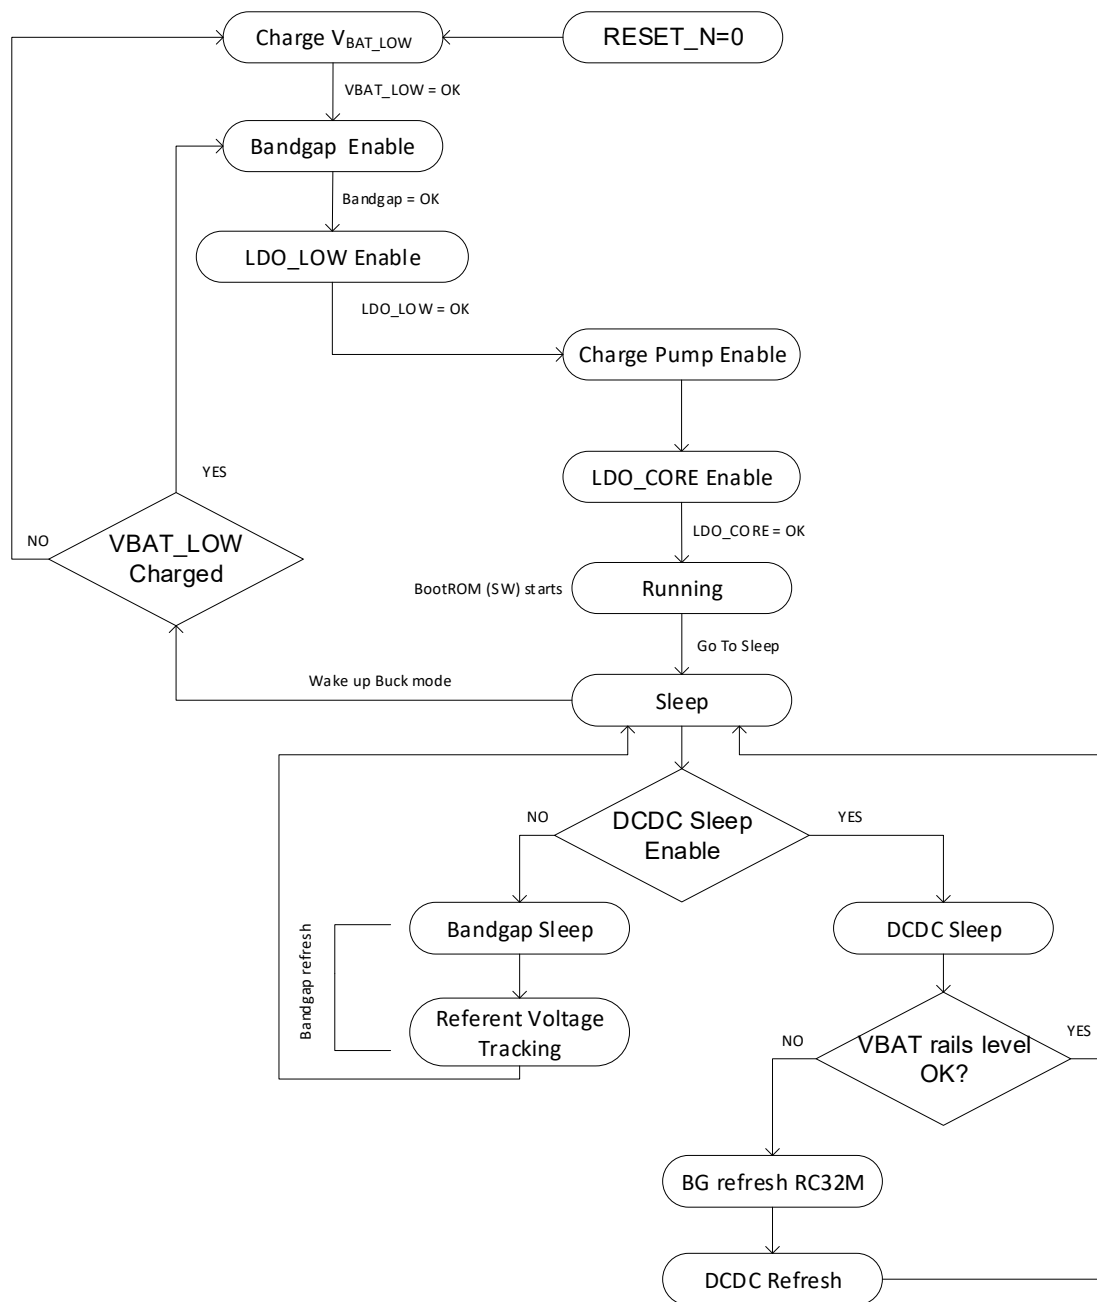 Charge VBAT_LOW
RESET_N=0
VBAT_LOW = OK
Bandgap Enable
Bandgap = OK
LDO_LOW Enable
LDO_LOW = OK
Charge Pump Enable
YES
LDO_CORE Enable
NO
VBAT_LOW
Charged
LDO_CORE = OK
BootROM (SW) starts
Running
Go To Sleep
Wake up Buck mode
Sleep
NO
DCDC Sleep
Enable
YES
Bandgap refresh
Bandgap Sleep
DCDC Sleep
Referent Voltage
Tracking
NO
VBAT rails level
OK?
YES
BG refresh RC32M
DCDC Refresh